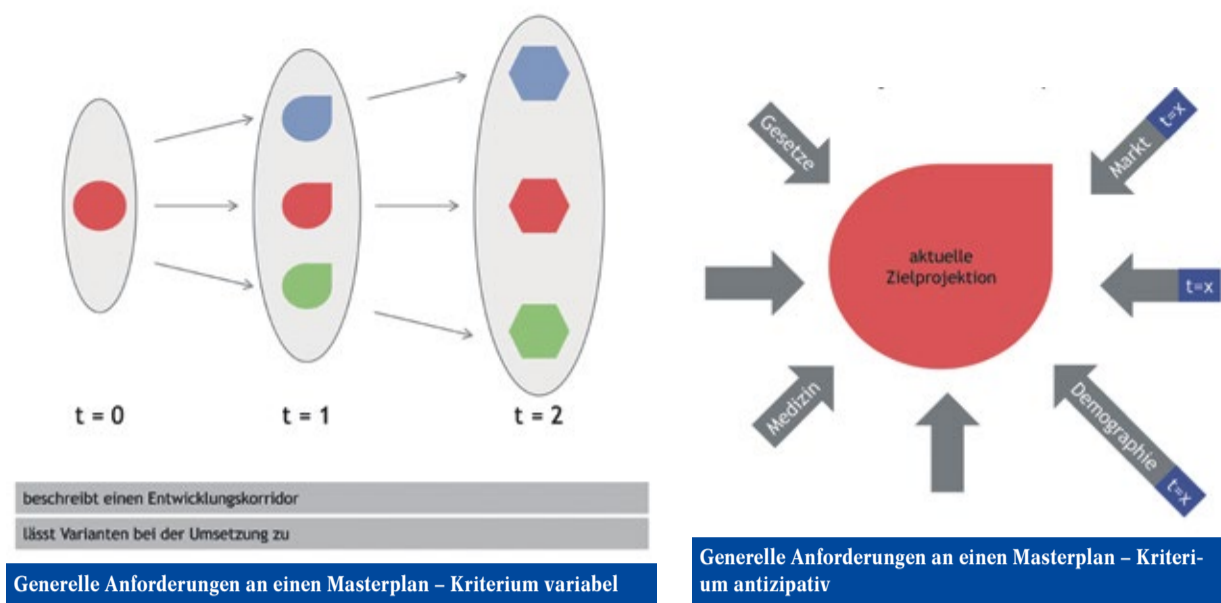 t = 0
t = 1
t = 2
beschreibt einen Entwicklungskorridor
lässt Varianten bei der Umsetzung zu
Generelle Anforderungen an einen Masterplan – Kriterium variabel
Gesetze
Markt
t=x
aktuelle
Zielprojektion
t=x
Medizin
Demographie
t=x
Generelle Anforderungen an einen Masterplan – Kriteri-
um antizipativ